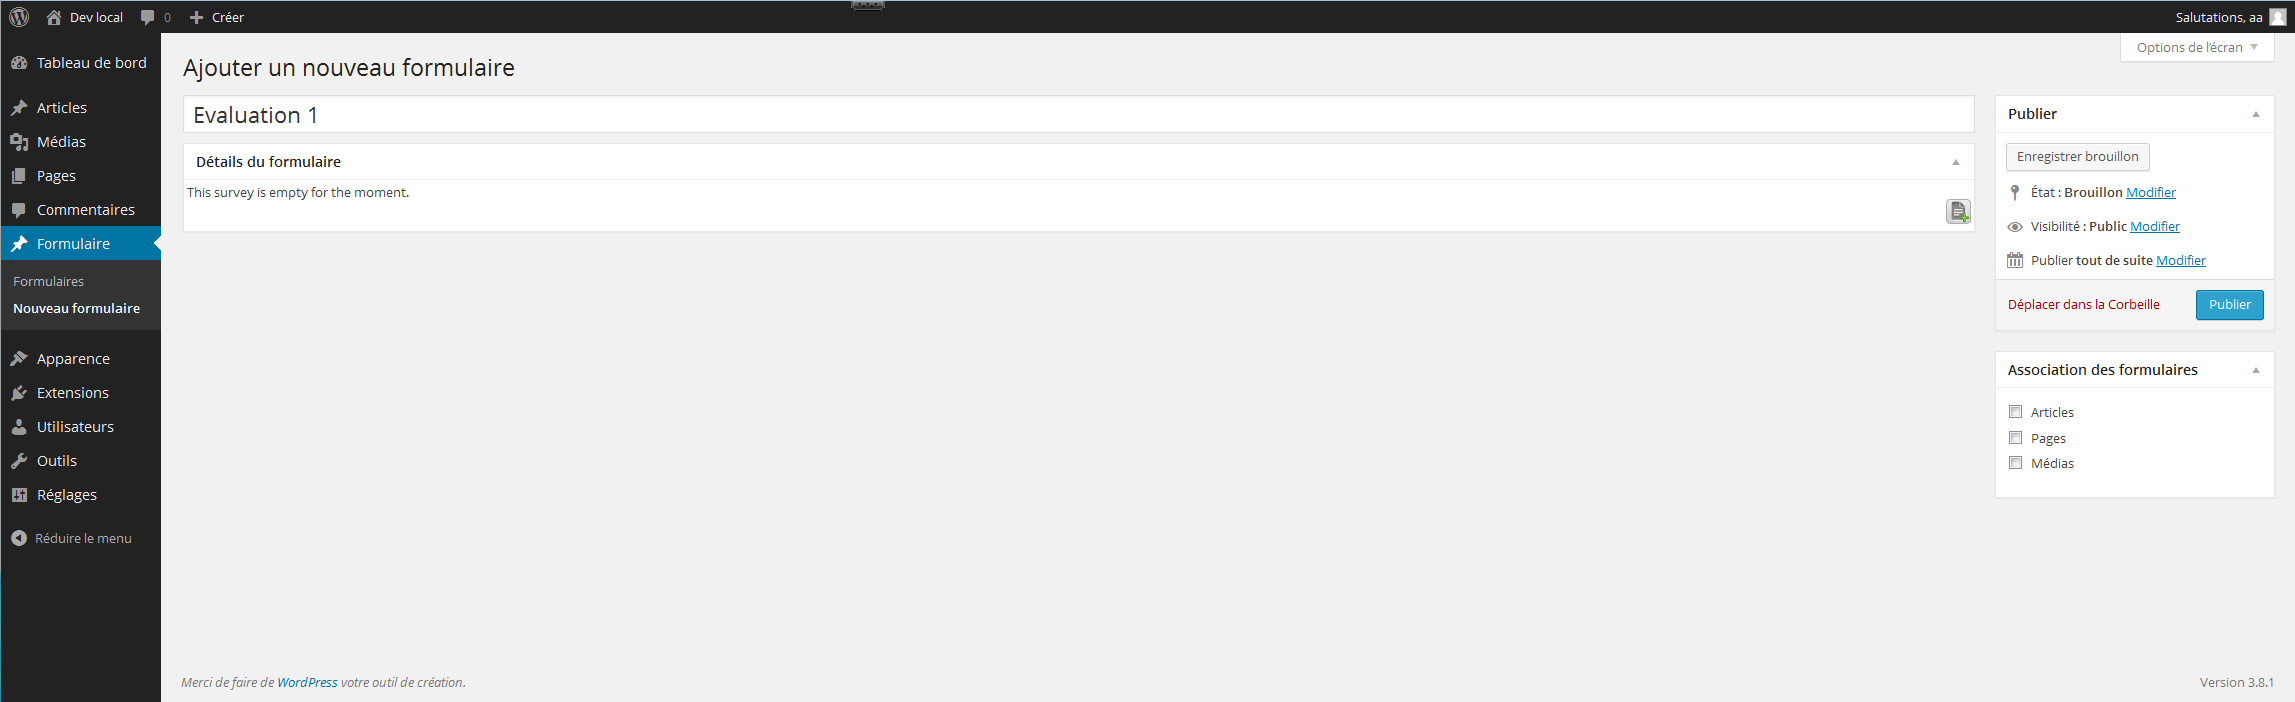 Dev local 0 Créer Salutations, aa
Options de l'écran
Tableau de bord
Articles
Médias
Pages
Commentaires
Formulaire
Formulaires
Nouveau formulaire
Apparence
Extensions
Utilisateurs
Outils
Réglages
Réduire le menu
Ajouter un nouveau formulaire
Evaluation 1
Détails du formulaire
This survey is empty for the moment.
Publier
Enregistrer brouillon
État : Brouillon Modifier
Visibilité : Public Modifier
Publier tout de suite Modifier
Déplacer dans la Corbeille Publier
Association des formulaires
Articles
Pages
Médias
Merci de faire de WordPress votre outil de création. Version 3.8.1